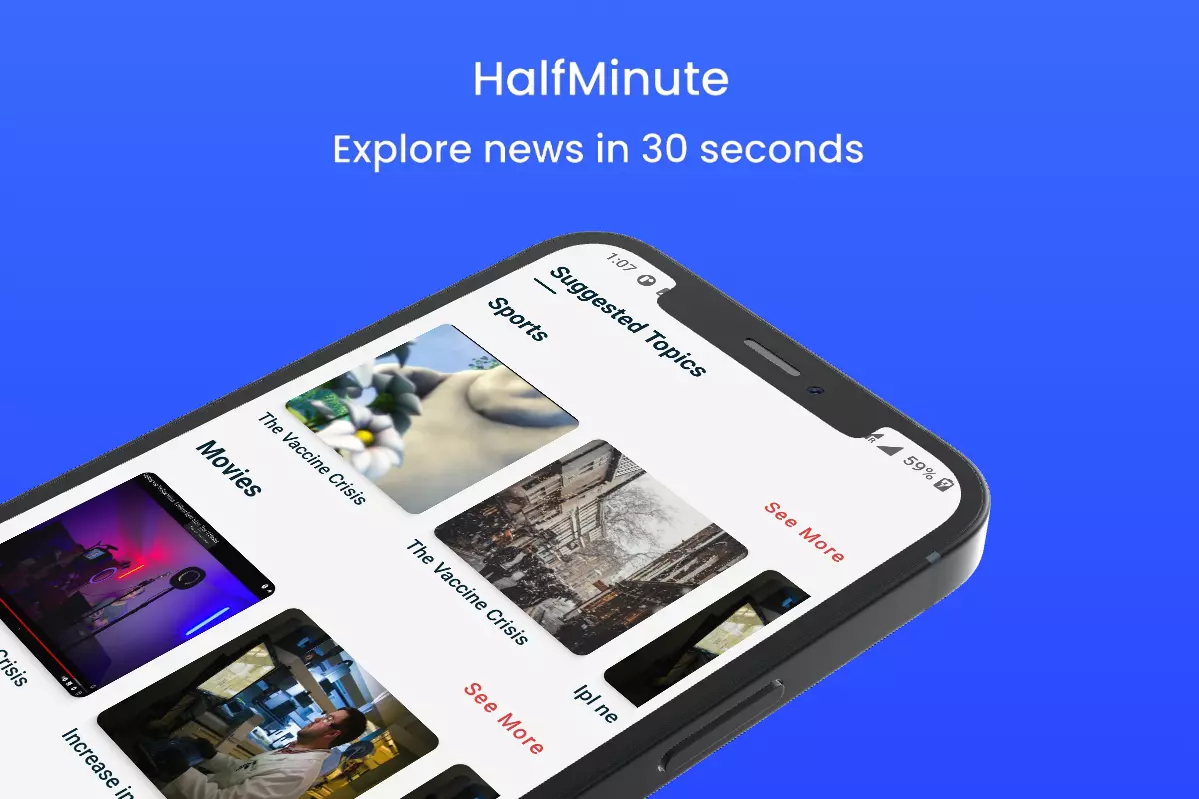 HalfMinute
Explore news in 30 seconds
1:07
59%
Suggested Topics
Sports
See More
The Vaccine Crisis
The Vaccine Crisis
Ipl ne
Movies
See More
Crisis
Increase in